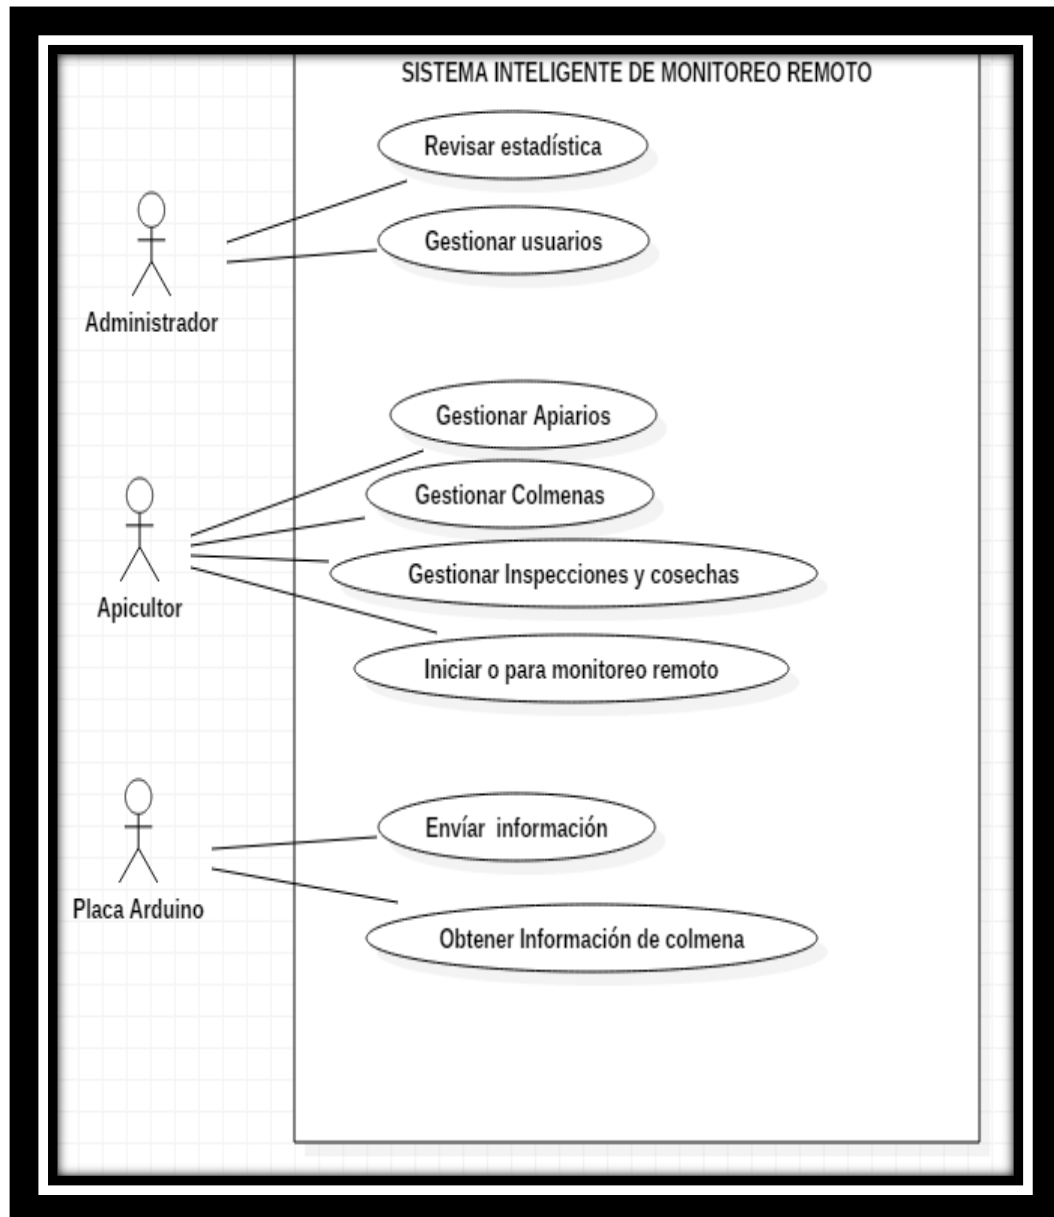 SISTEMA INTELIGENTE DE MONITOREO REMOTO
Revisar estadística
Gestionar usuarios
Administrador
Gestionar Apiarios
Gestionar Colmenas
Gestionar Inspecciones y cosechas
Apicultor
Iniciar o para monitoreo remoto
Envíar información
Placa Arduino
Obtener Información de colmena